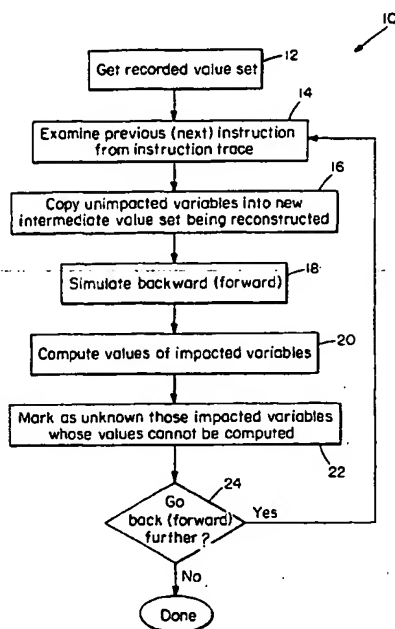 10
12
Get recorded value set
14
Examine previous (next) instruction
from instruction trace
16
Copy unimpacted variables into new
intermediate value set being reconstructed
18
Simulate backward (forward)
20
Compute values of impacted variables
Mark as unknown those impacted variables
whose values cannot be computed
22
24
Go
back (forward)
further?
Yes
No
Done